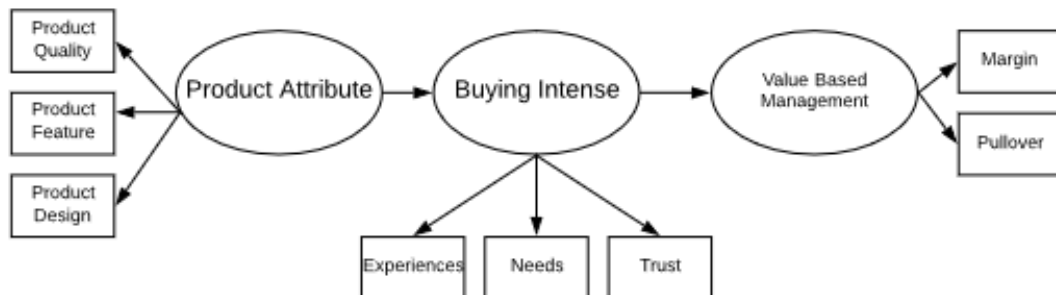 Product
Quality
Product
Feature
Product
Design
Product Attribute
Buying Intense
Experiences
Needs
Trust
Value Based
Management
Margin
Pullover